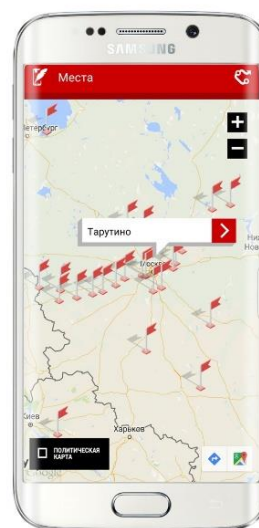 SAMSUNG
Места
Петербург
Тарутино
Москва
Киев
Харьков
ПОЛИТИЧЕСКАЯ
КАРТА